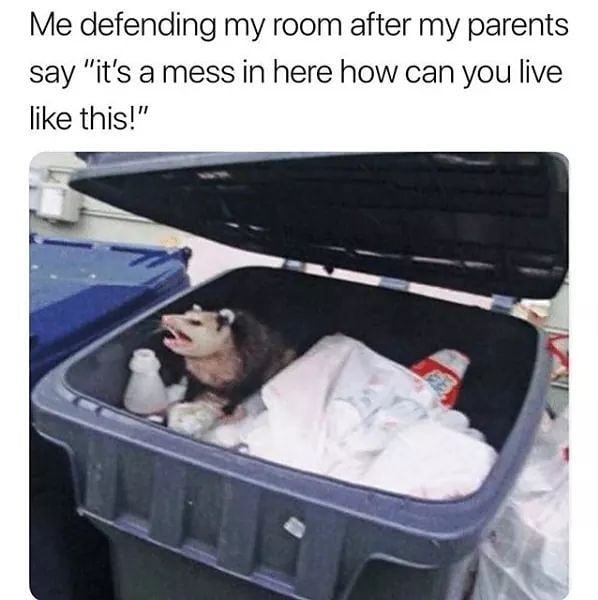 Me defending my room after my parents
say "it's a mess in here how can you live
like this!"